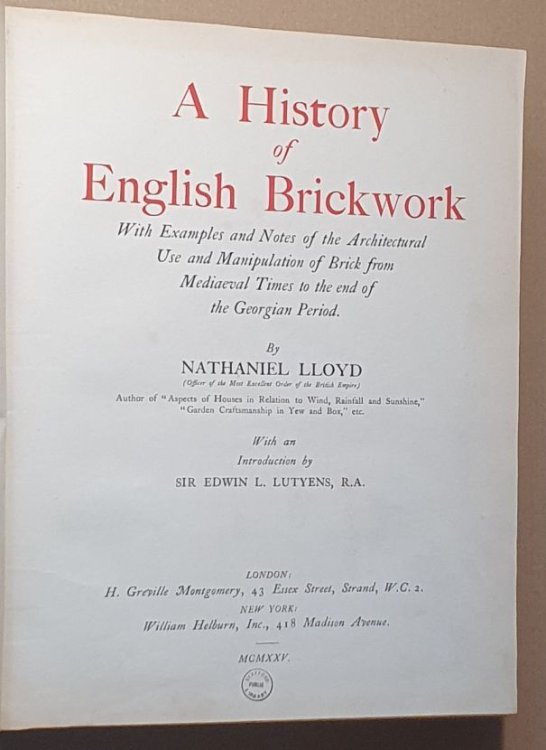 A History
of
English Brickwork
With Examples and Notes of the Architectural
Use and Manipulation of Brick from
Mediaeval Times to the end of
the Georgian Period.
By
NATHANIEL LLOYD
(Officer of the Most Excellent Order of the British Empire)
Author of "Aspects of Houses in Relation to Wind, Rainfall and Sunshine,"
"Garden Craftsmanship in Yew and Box," etc.
With an
Introduction by
SIR EDWIN L. LUTYENS, R.A.
LONDON:
H. Greville Montgomery, 43 Essex Street, Strand, W.C. 2.
NEW YORK:
William Helburn, Inc., 418 Madison Avenue.
MCMXXV.
PUBLIC
LIBRARY